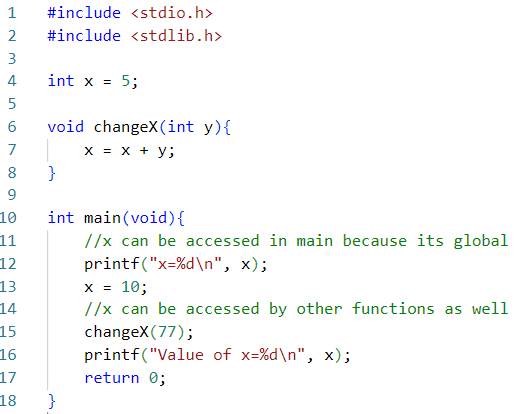 1 #include <stdio.h>
2 #include <stdlib.h>
3
4 int x = 5;
5
6 void changeX(int y){
7     x = x + y;
8 }
9
10 int main(void){
11     //x can be accessed in main because its global
12     printf("x=%d\n", x);
13     x = 10;
14     //x can be accessed by other functions as well
15     changeX(77);
16     printf("Value of x=%d\n", x);
17     return 0;
18 }